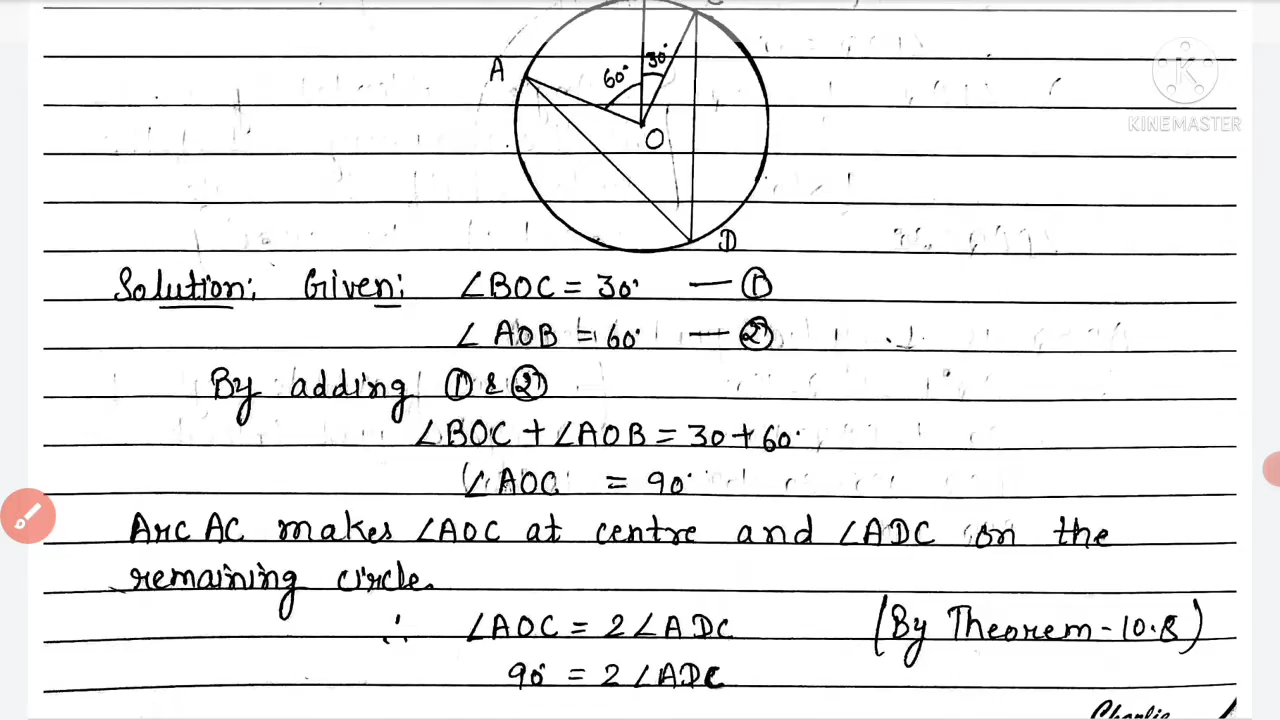 A
60°
30°
O
D
KINEMASTER
Solution: Given: ∠BOC = 30° — ①
∠AOB = 60° — ②
By adding ① & ②
∠BOC + ∠AOB = 30 + 60°
∠AOC = 90°
Arc AC makes ∠AOC at centre and ∠ADC on the
remaining circle.
∴ ∠AOC = 2∠ADC (By Theorem - 10.8)
90° = 2∠ADC